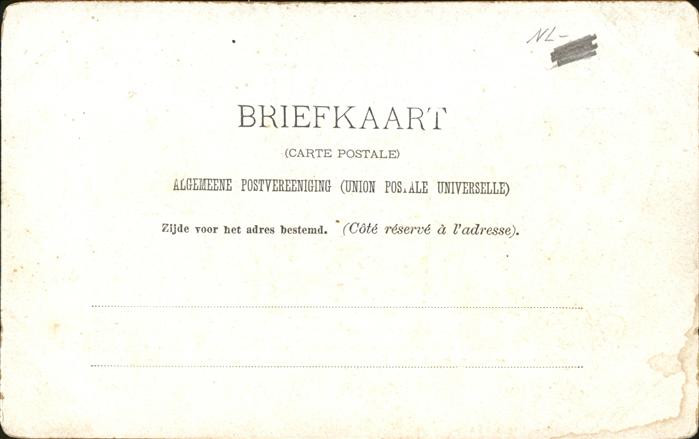 NL-
BRIEFKAART
(CARTE POSTALE)
ALGEMEENE POSTVEREENIGING (UNION POSTALE UNIVERSELLE)
Zijde voor het adres bestemd. (Côté réservé à l'adresse).